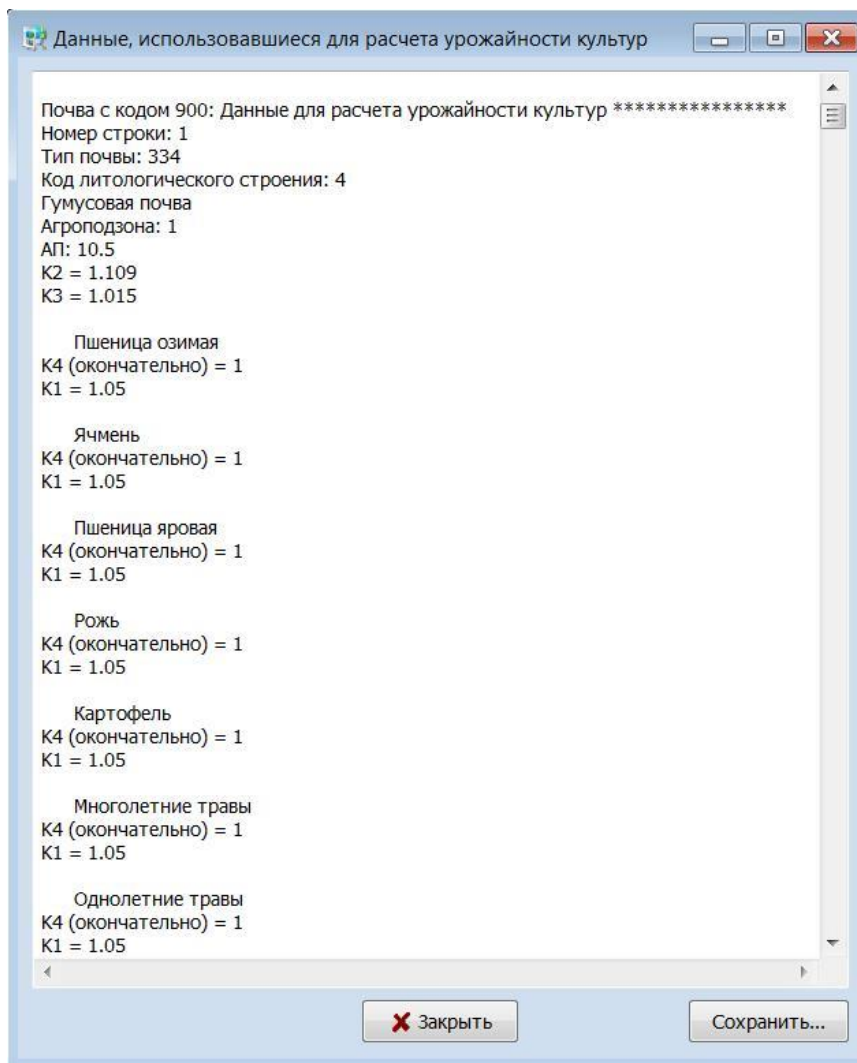 Данные, использовавшиеся для расчета урожайности культур
Почва с кодом 900: Данные для расчета урожайности культур ****************
Номер строки: 1
Тип почвы: 334
Код литологического строения: 4
Гумусовая почва
Агроподзона: 1
АП: 10.5
К2 = 1.109
К3 = 1.015
Пшеница озимая
К4 (окончательно) = 1
К1 = 1.05
Ячмень
К4 (окончательно) = 1
К1 = 1.05
Пшеница яровая
К4 (окончательно) = 1
К1 = 1.05
Рожь
К4 (окончательно) = 1
К1 = 1.05
Картофель
К4 (окончательно) = 1
К1 = 1.05
Многолетние травы
К4 (окончательно) = 1
К1 = 1.05
Однолетние травы
К4 (окончательно) = 1
К1 = 1.05
Закрыть
Сохранить...